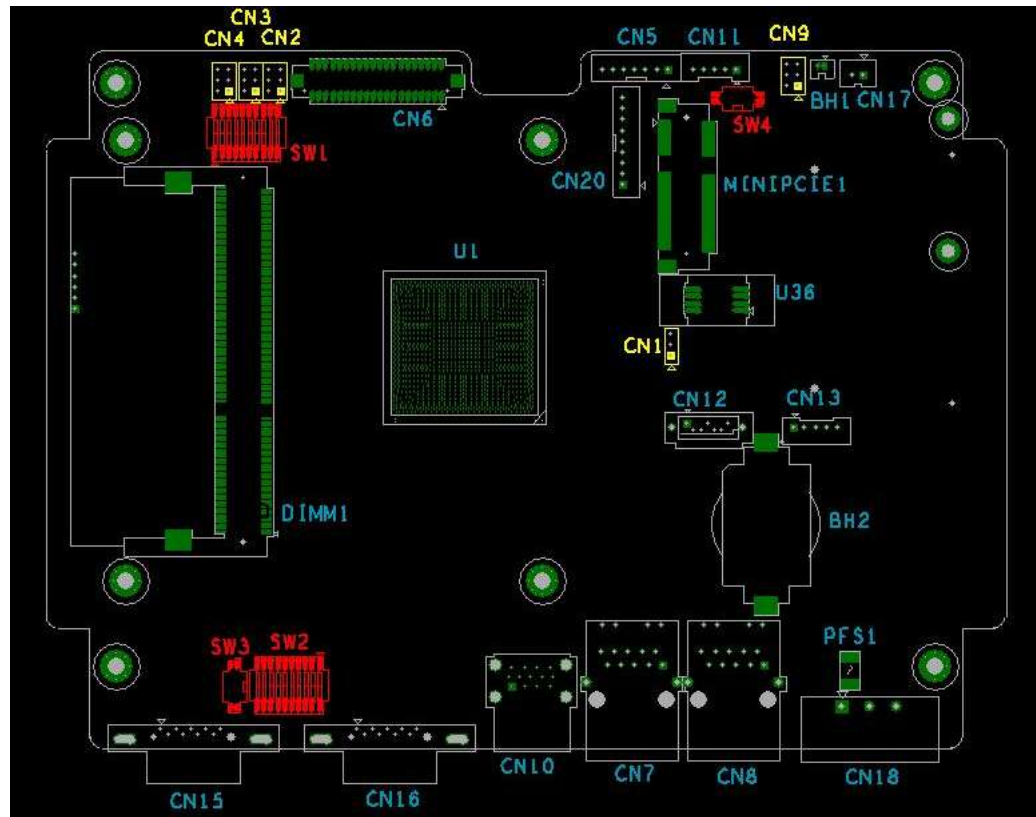 CN3
CN4 CN2
CN5 CN11 CN9
CN6
BH1 CN17
SW4
SW1
CN20
MINIPCIE1
U1
U36
CN1
CN12 CN13
DIMM1
BH2
SW3 SW2
PFS1
CN10
CN7 CN8 CN18
CN15 CN16